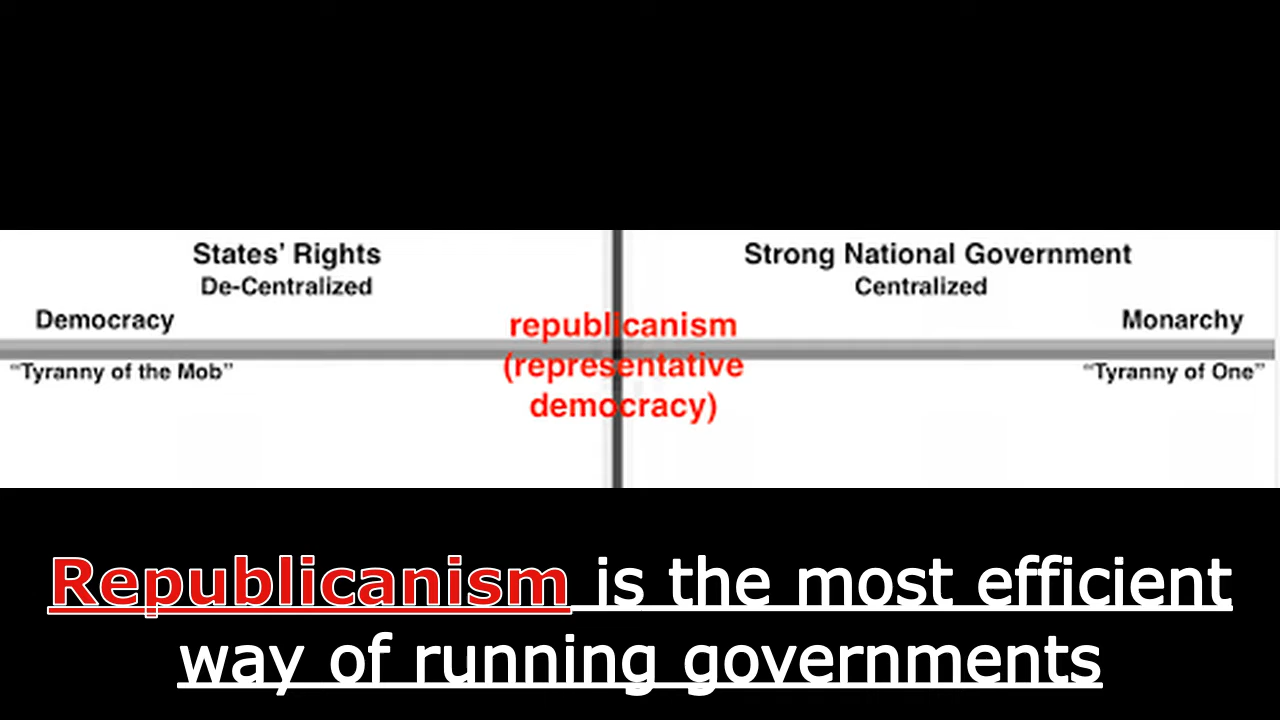 States' Rights
Strong National Government
De-Centralized
Centralized
Democracy
republicanism
Monarchy
(representative
democracy)
"Tyranny of the Mob"
"Tyranny of One"
Republicanism is the most efficient
way of running governments